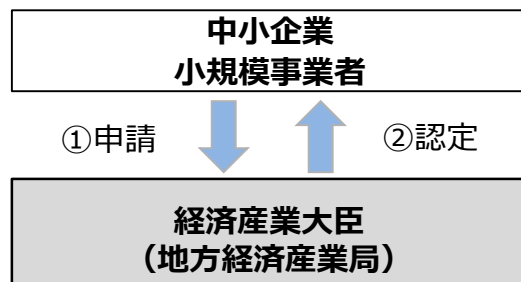 中小企業
小規模事業者
①申請
②認定
経済産業大臣
（地方経済産業局）